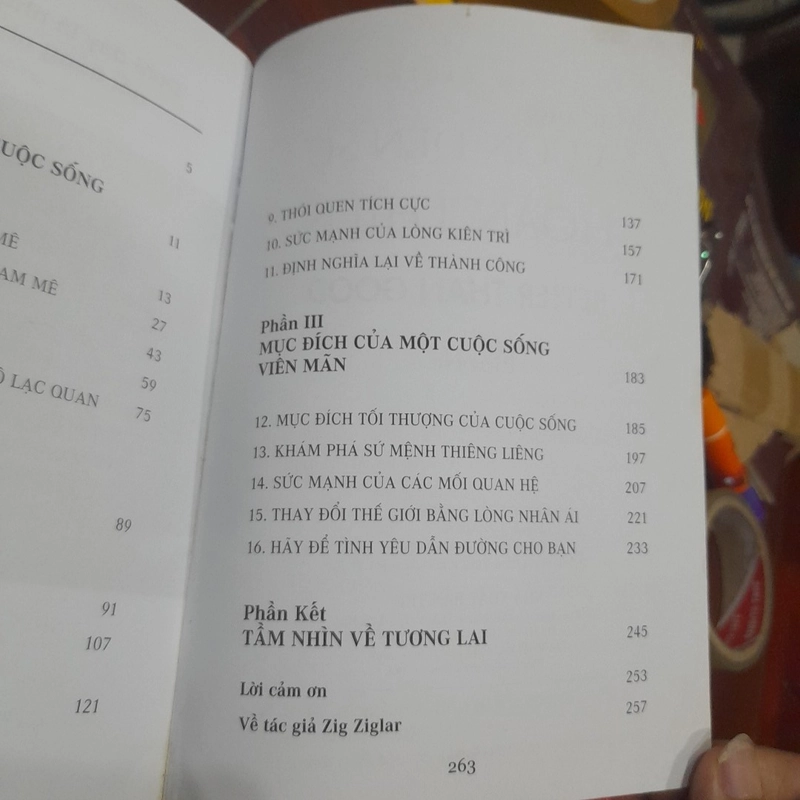 5
CUỘC SỐNG
11
MÊ
13
AM MÊ
27
43
59
LẠC QUAN 75
89
91
107
121
9. THÓI QUEN TÍCH CỰC 137
10. SỨC MẠNH CỦA LÒNG KIÊN TRÌ 157
11. ĐỊNH NGHĨA LẠI VỀ THÀNH CÔNG 171
Phần III
MỤC ĐÍCH CỦA MỘT CUỘC SỐNG
VIÊN MÃN 183
12. MỤC ĐÍCH TỐI THƯỢNG CỦA CUỘC SỐNG 185
13. KHÁM PHÁ SỨ MỆNH THIÊNG LIÊNG 197
14. SỨC MẠNH CỦA CÁC MỐI QUAN HỆ 207
15. THAY ĐỔI THẾ GIỚI BẰNG LÒNG NHÂN ÁI 221
16. HÃY ĐỂ TÌNH YÊU DẪN ĐƯỜNG CHO BẠN 233
Phần Kết
TẦM NHÌN VỀ TƯƠNG LAI 245
Lời cảm ơn 253
Về tác giả Zig Ziglar 257
263